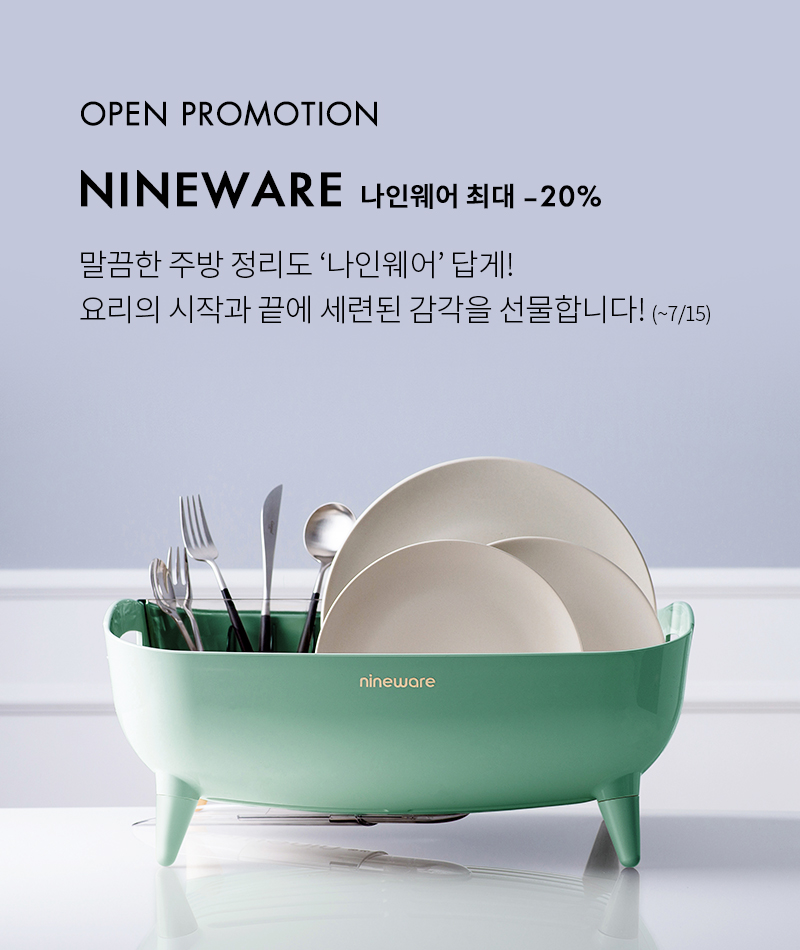 OPEN PROMOTION
NINEWARE 나인웨어 최대 –20%
말끔한 주방 정리도 ‘나인웨어’ 답게!
요리의 시작과 끝에 세련된 감각을 선물합니다! (~7/15)
nineware